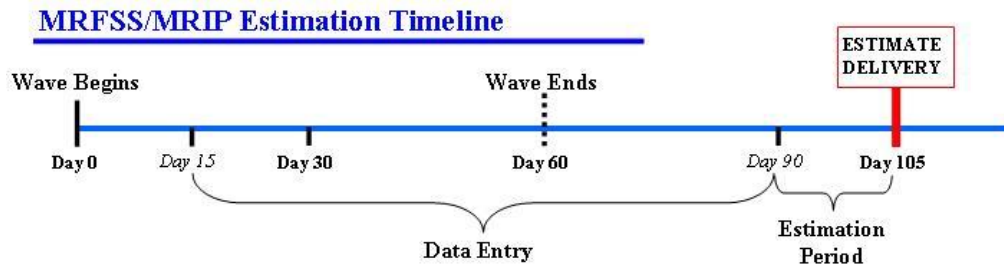 MRFSS/MRIP Estimation Timeline
ESTIMATE
DELIVERY
Wave Begins
Wave Ends
Day 0
Day 15
Day 30
Day 60
Day 90
Day 105
Data Entry
Estimation
Period